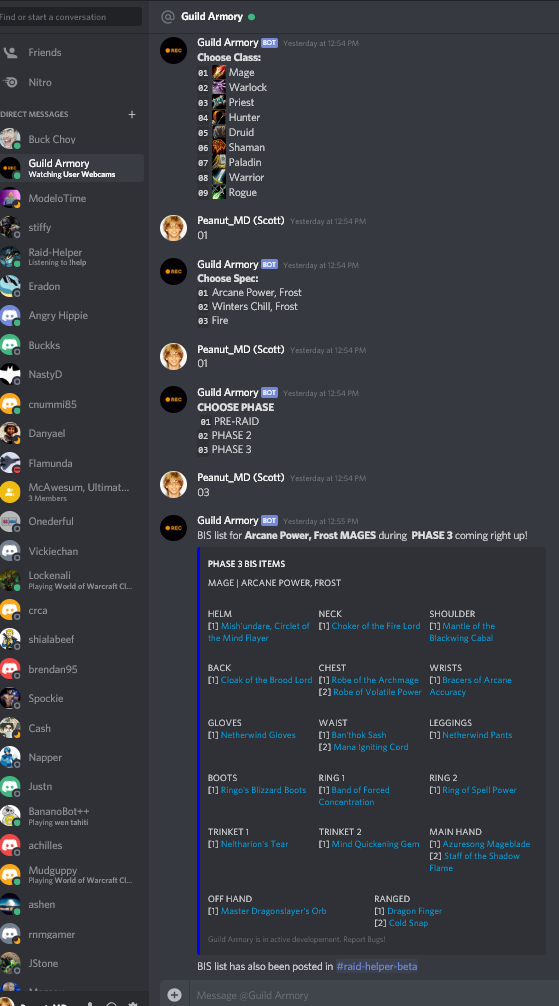 Find or start a conversation
Friends
Nitro
DIRECT MESSAGES
Buck Choy
Guild Armory
Watching User Webcams
ModeloTime
stiffy
Raid-Helper
Listening to !help
Eradon
Angry Hippie
Buckks
NastyD
cnummi85
Danyael
Flamunda
McAwesum, Ultimat...
3 Members
Onederful
Vickiechan
Lockenali
Playing World of Warcraft Cl...
crca
shialabeef
brendan95
Spockie
Cash
Napper
Justn
BananoBot++
Playing wen tahiti
achilles
Mudguppy
Playing World of Warcraft Cl...
ashen
rnmgamer
JStone
@ Guild Armory
REC
Guild Armory BOT Yesterday at 12:54 PM
Choose Class:
01 Mage
02 Warlock
03 Priest
04 Hunter
05 Druid
06 Shaman
07 Paladin
08 Warrior
09 Rogue
Peanut_MD (Scott) Yesterday at 12:54 PM
01
REC
Guild Armory BOT Yesterday at 12:54 PM
Choose Spec:
01 Arcane Power, Frost
02 Winters Chill, Frost
03 Fire
Peanut_MD (Scott) Yesterday at 12:54 PM
01
REC
Guild Armory BOT Yesterday at 12:54 PM
CHOOSE PHASE
01 PRE-RAID
02 PHASE 2
03 PHASE 3
Peanut_MD (Scott) Yesterday at 12:54 PM
03
REC
Guild Armory BOT Yesterday at 12:55 PM
BIS list for Arcane Power, Frost MAGES during PHASE 3 coming right up!
PHASE 3 BIS ITEMS
MAGE | ARCANE POWER, FROST
HELM
[1] Mish'undare, Circlet of
the Mind Flayer
NECK
[1] Choker of the Fire Lord
SHOULDER
[1] Mantle of the
Blackwing Cabal
BACK
[1] Cloak of the Brood Lord
CHEST
[1] Robe of the Archmage
[2] Robe of Volatile Power
WRISTS
[1] Bracers of Arcane
Accuracy
GLOVES
[1] Netherwind Gloves
WAIST
[1] Ban'thok Sash
[2] Mana Igniting Cord
LEGGINGS
[1] Netherwind Pants
BOOTS
[1] Ringo's Blizzard Boots
RING 1
[1] Band of Forced
Concentration
RING 2
[1] Ring of Spell Power
TRINKET 1
[1] Neltharion's Tear
TRINKET 2
[1] Mind Quickening Gem
MAIN HAND
[1] Azuresong Mageblade
[2] Staff of the Shadow
Flame
OFF HAND
[1] Master Dragonslayer's Orb
RANGED
[1] Dragon Finger
[2] Cold Snap
Guild Armory is in active developement. Report Bugs!
BIS list has also been posted in #raid-helper-beta
Message @Guild Armory